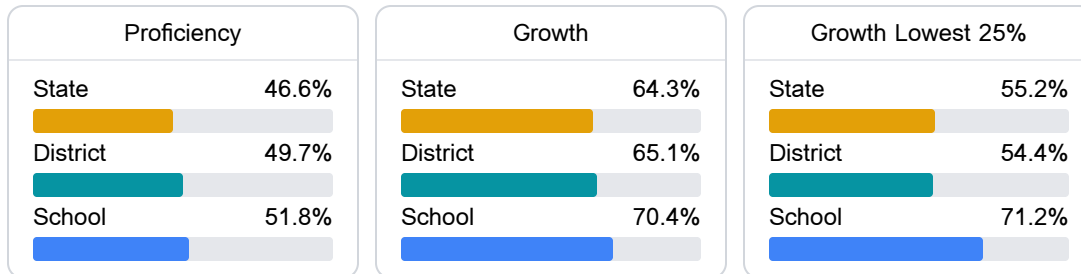 Proficiency
State 46.6%
District 49.7%
School 51.8%
Growth
State 64.3%
District 65.1%
School 70.4%
Growth Lowest 25%
State 55.2%
District 54.4%
School 71.2%